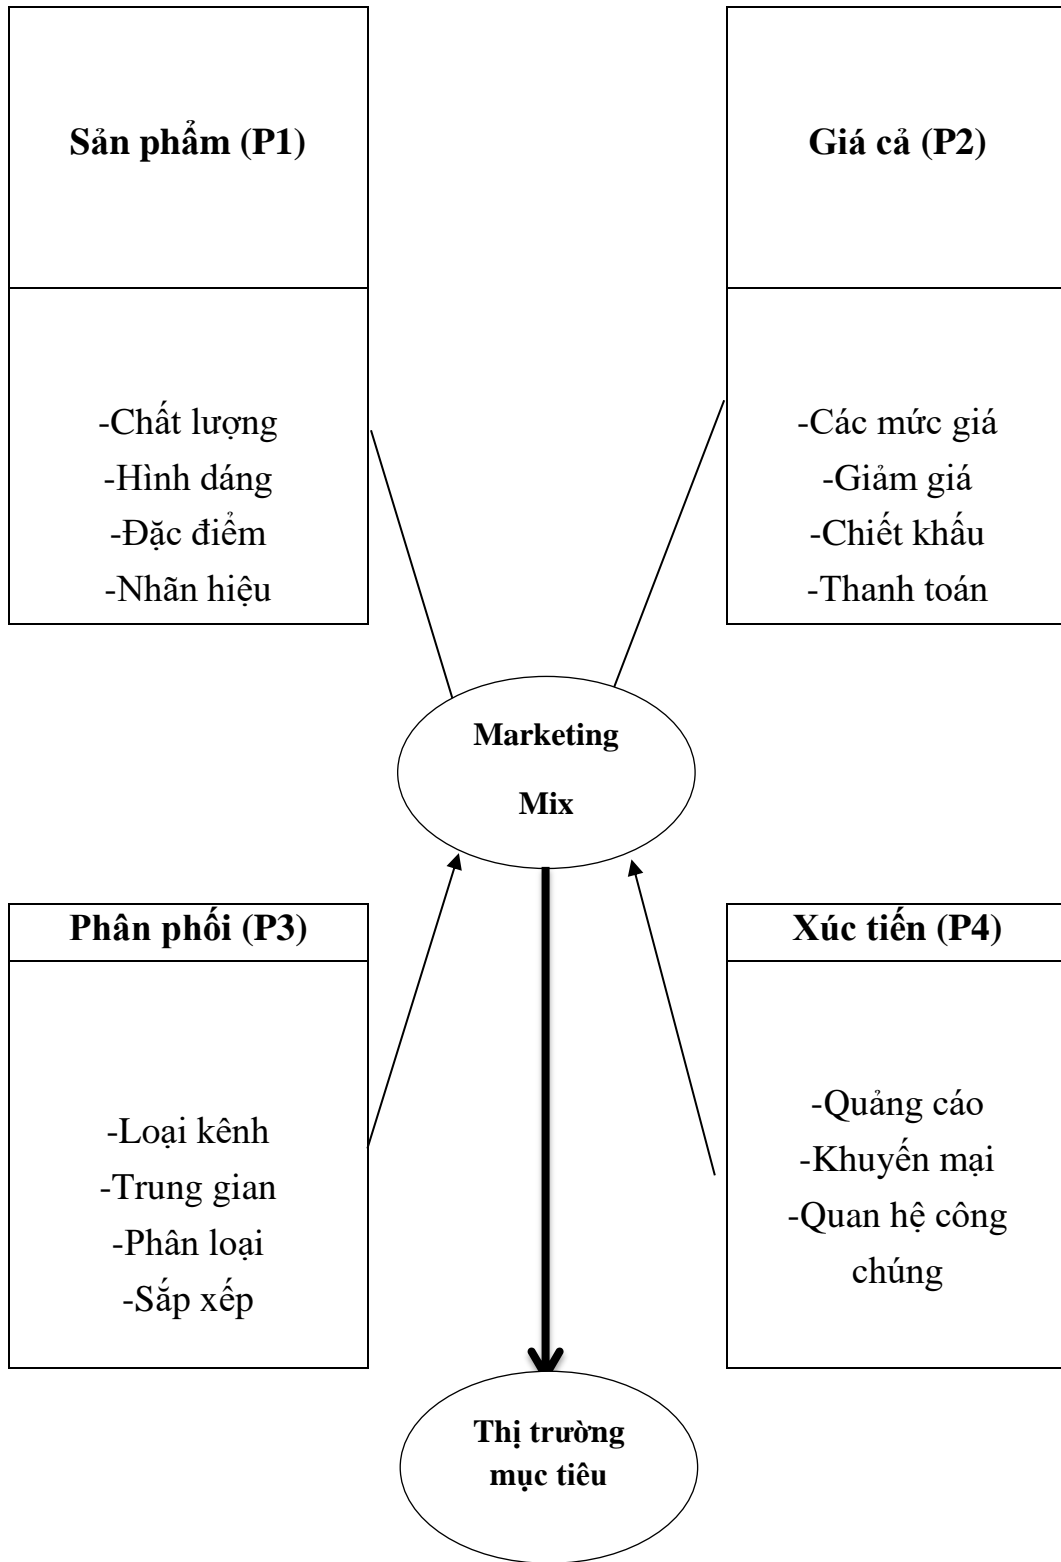 Sản phẩm (P1)
Giá cả (P2)
-Chất lượng
-Hình dáng
-Đặc điểm
-Nhãn hiệu
-Các mức giá
-Giảm giá
-Chiết khấu
-Thanh toán
Marketing
Mix
Phân phối (P3)
Xúc tiến (P4)
-Loại kênh
-Trung gian
-Phân loại
-Sắp xếp
-Quảng cáo
-Khuyến mại
-Quan hệ công
chúng
Thị trường
mục tiêu